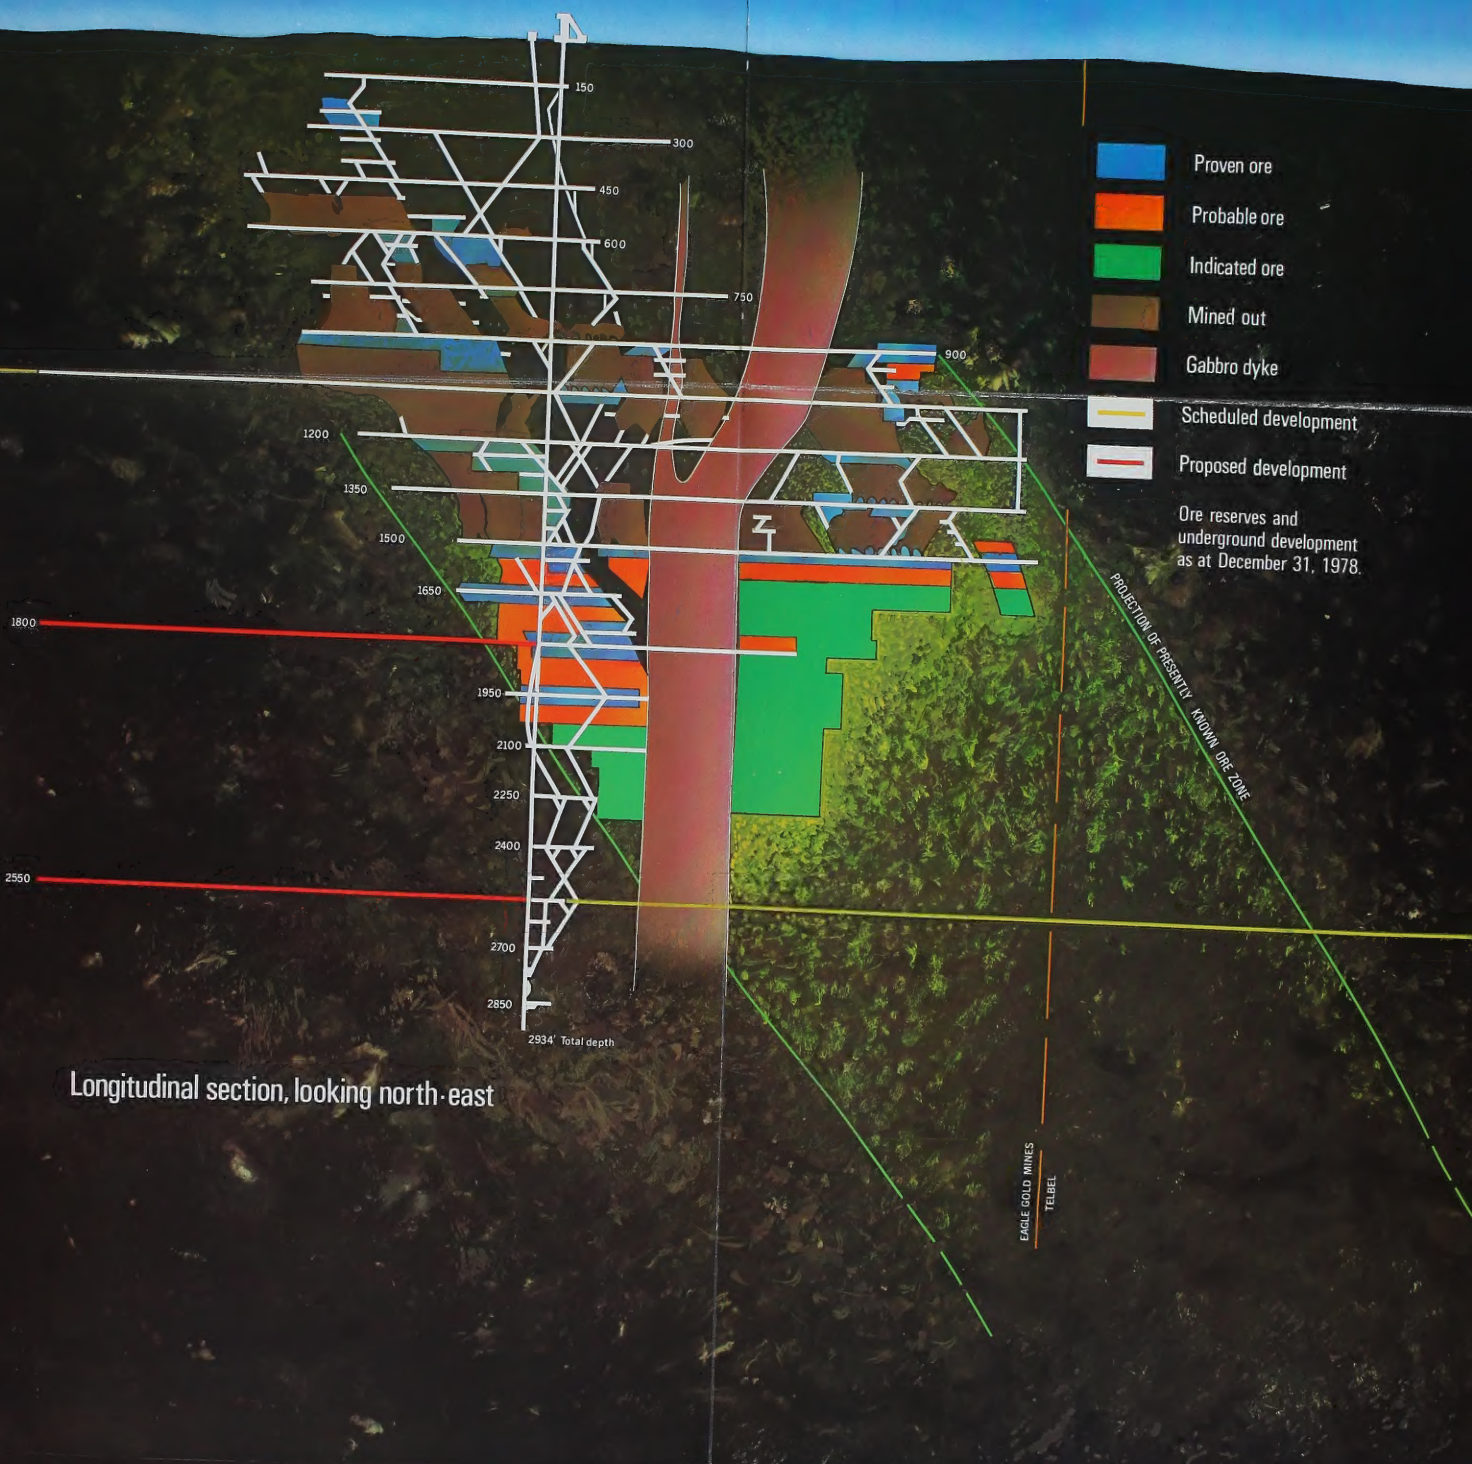 150
300
450
600
750
900
1200
1350
1500
1650
1800
1950
2100
2250
2400
2550
2700
2850
2934' Total depth
Proven ore
Probable ore
Indicated ore
Mined out
Gabbro dyke
Scheduled development
Proposed development
Ore reserves and
underground development
as at December 31, 1978.
PROJECTION OF PRESENTLY KNOWN ORE ZONE
Longitudinal section, looking north-east
EAGLE GOLD MINES
TELBEL